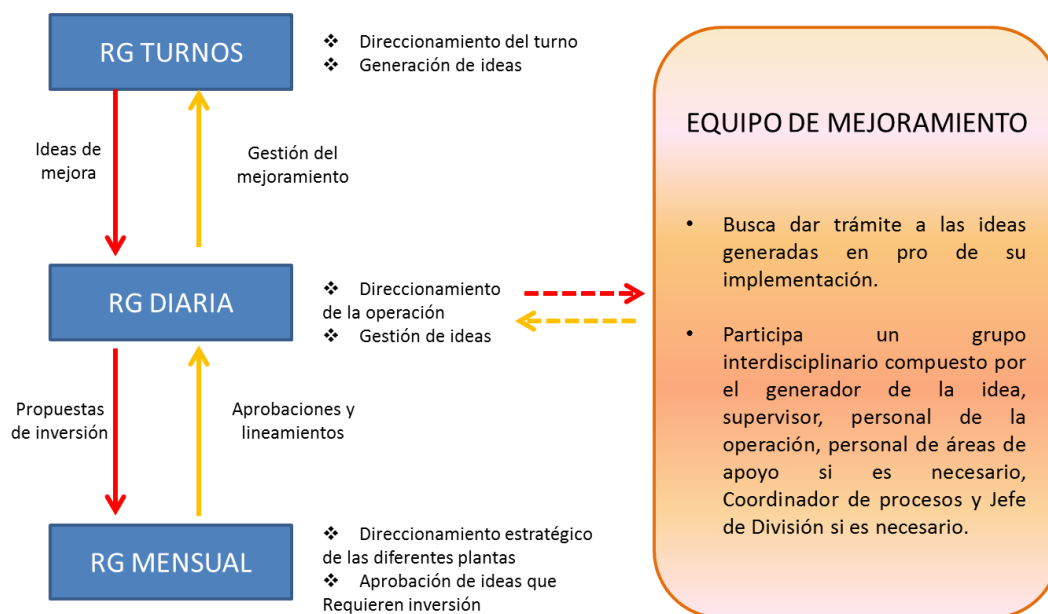 RG TURNOS
❖ Direccionamiento del turno
❖ Generación de ideas
Ideas de
mejora
Gestión del
mejoramiento
RG DIARIA
❖ Direccionamiento
de la operación
❖ Gestión de ideas
Propuestas
de inversión
Aprobaciones y
lineamientos
RG MENSUAL
❖ Direccionamiento estratégico
de las diferentes plantas
❖ Aprobación de ideas que
Requieren inversión
EQUIPO DE MEJORAMIENTO
• Busca dar trámite a las ideas
generadas en pro de su
implementación.
• Participa un grupo
interdisciplinario compuesto por
el generador de la idea,
supervisor, personal de la
operación, personal de áreas de
apoyo si es necesario,
Coordinador de procesos y Jefe
de División si es necesario.